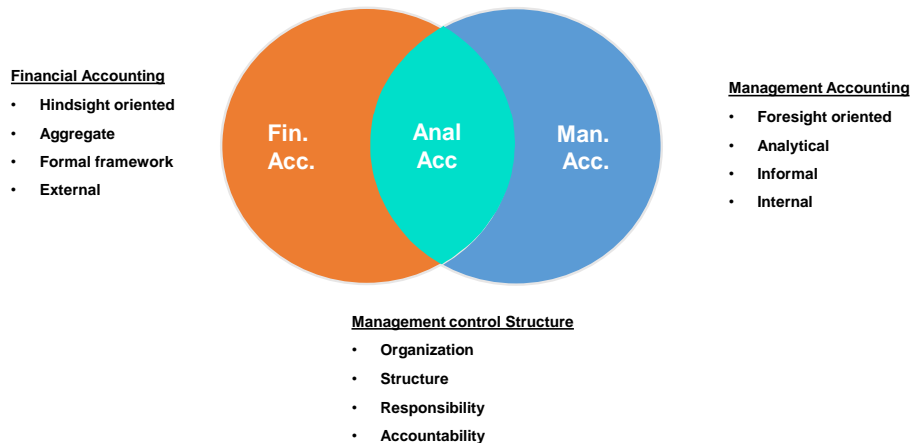 Financial Accounting
• Hindsight oriented
• Aggregate
• Formal framework
• External
Fin.
Acc.
Anal
Acc
Man.
Acc.
Management Accounting
• Foresight oriented
• Analytical
• Informal
• Internal
Management control Structure
• Organization
• Structure
• Responsibility
• Accountability